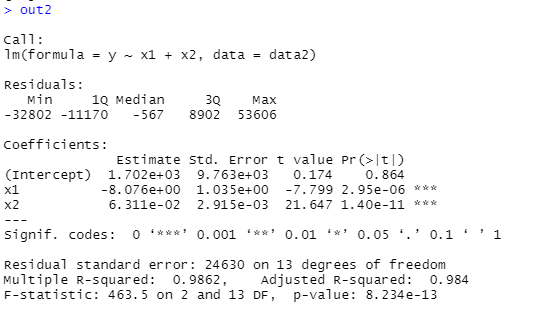 > out2
Call:
lm(formula = y ~ x1 + x2, data = data2)
Residuals:
Min 1Q Median 3Q Max
-32802 -11170 -567 8902 53606
Coefficients:
Estimate Std. Error t value Pr(>|t|)
(Intercept) 1.702e+03 9.763e+03 0.174 0.864
x1 -8.076e+00 1.035e+00 -7.799 2.95e-06 ***
x2 6.311e-02 2.915e-03 21.647 1.40e-11 ***
---
Signif. codes: 0 ‘***’ 0.001 ‘**’ 0.01 ‘*’ 0.05 ‘.’ 0.1 ‘ ’ 1
Residual standard error: 24630 on 13 degrees of freedom
Multiple R-squared: 0.9862, Adjusted R-squared: 0.984
F-statistic: 463.5 on 2 and 13 DF, p-value: 8.234e-13